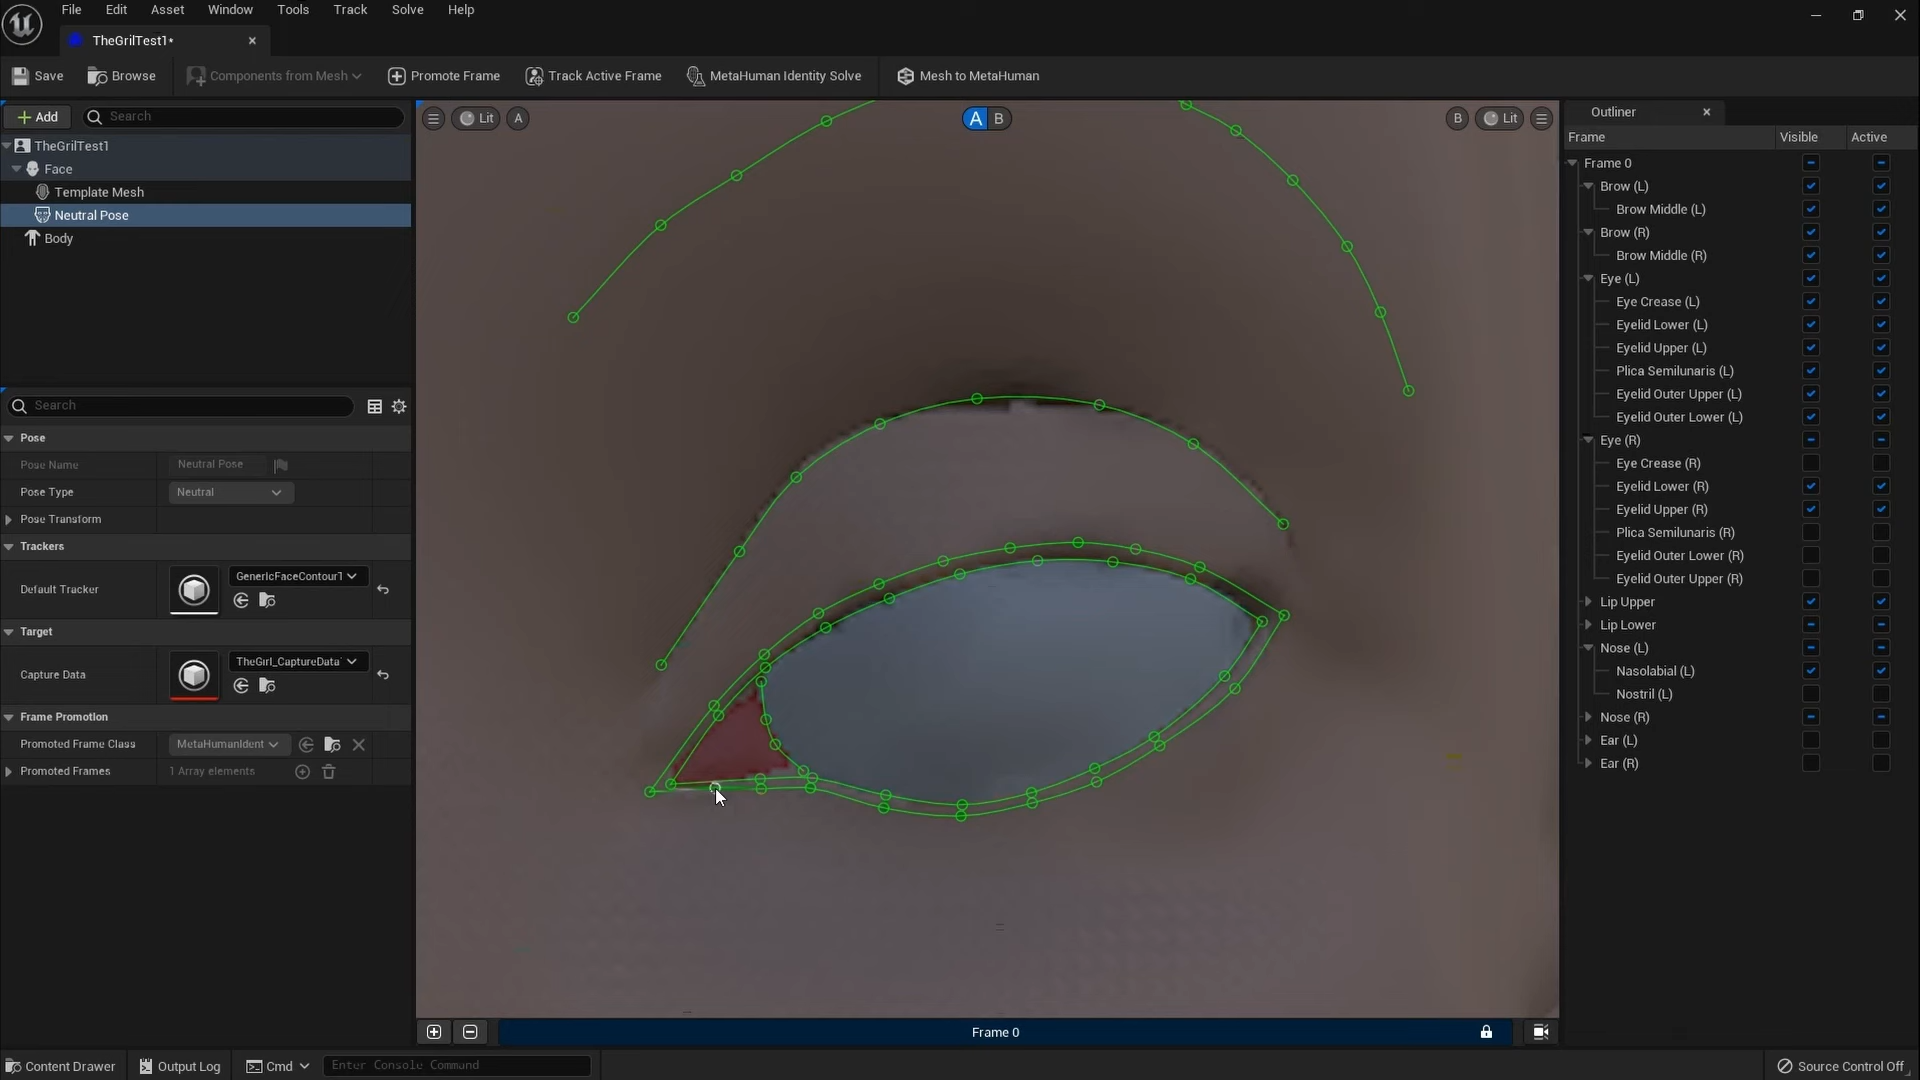 File Edit Asset Window Tools Track Solve Help
TheGrilTest1*
Save Browse Components from Mesh Promote Frame Track Active Frame MetaHuman Identity Solve Mesh to MetaHuman
Add Search
TheGrilTest1
Face
Template Mesh
Neutral Pose
Body
Search
Pose
Pose Name Neutral Pose
Pose Type Neutral
Pose Transform
Trackers
Default Tracker GenericFaceContourT
Target
Capture Data TheGirl_CaptureData
Frame Promotion
Promoted Frame Class MetaHumanIdent
Promoted Frames 1 Array elements
Lit A
A B
B Lit
Frame 0
Outliner
Frame Visible Active
Frame 0
Brow (L)
Brow Middle (L)
Brow (R)
Brow Middle (R)
Eye (L)
Eye Crease (L)
Eyelid Lower (L)
Eyelid Upper (L)
Plica Semilunaris (L)
Eyelid Outer Upper (L)
Eyelid Outer Lower (L)
Eye (R)
Eye Crease (R)
Eyelid Lower (R)
Eyelid Upper (R)
Plica Semilunaris (R)
Eyelid Outer Lower (R)
Eyelid Outer Upper (R)
Lip Upper
Lip Lower
Nose (L)
Nasolabial (L)
Nostril (L)
Nose (R)
Ear (L)
Ear (R)
Content Drawer Output Log Cmd Enter Console Command Source Control Off